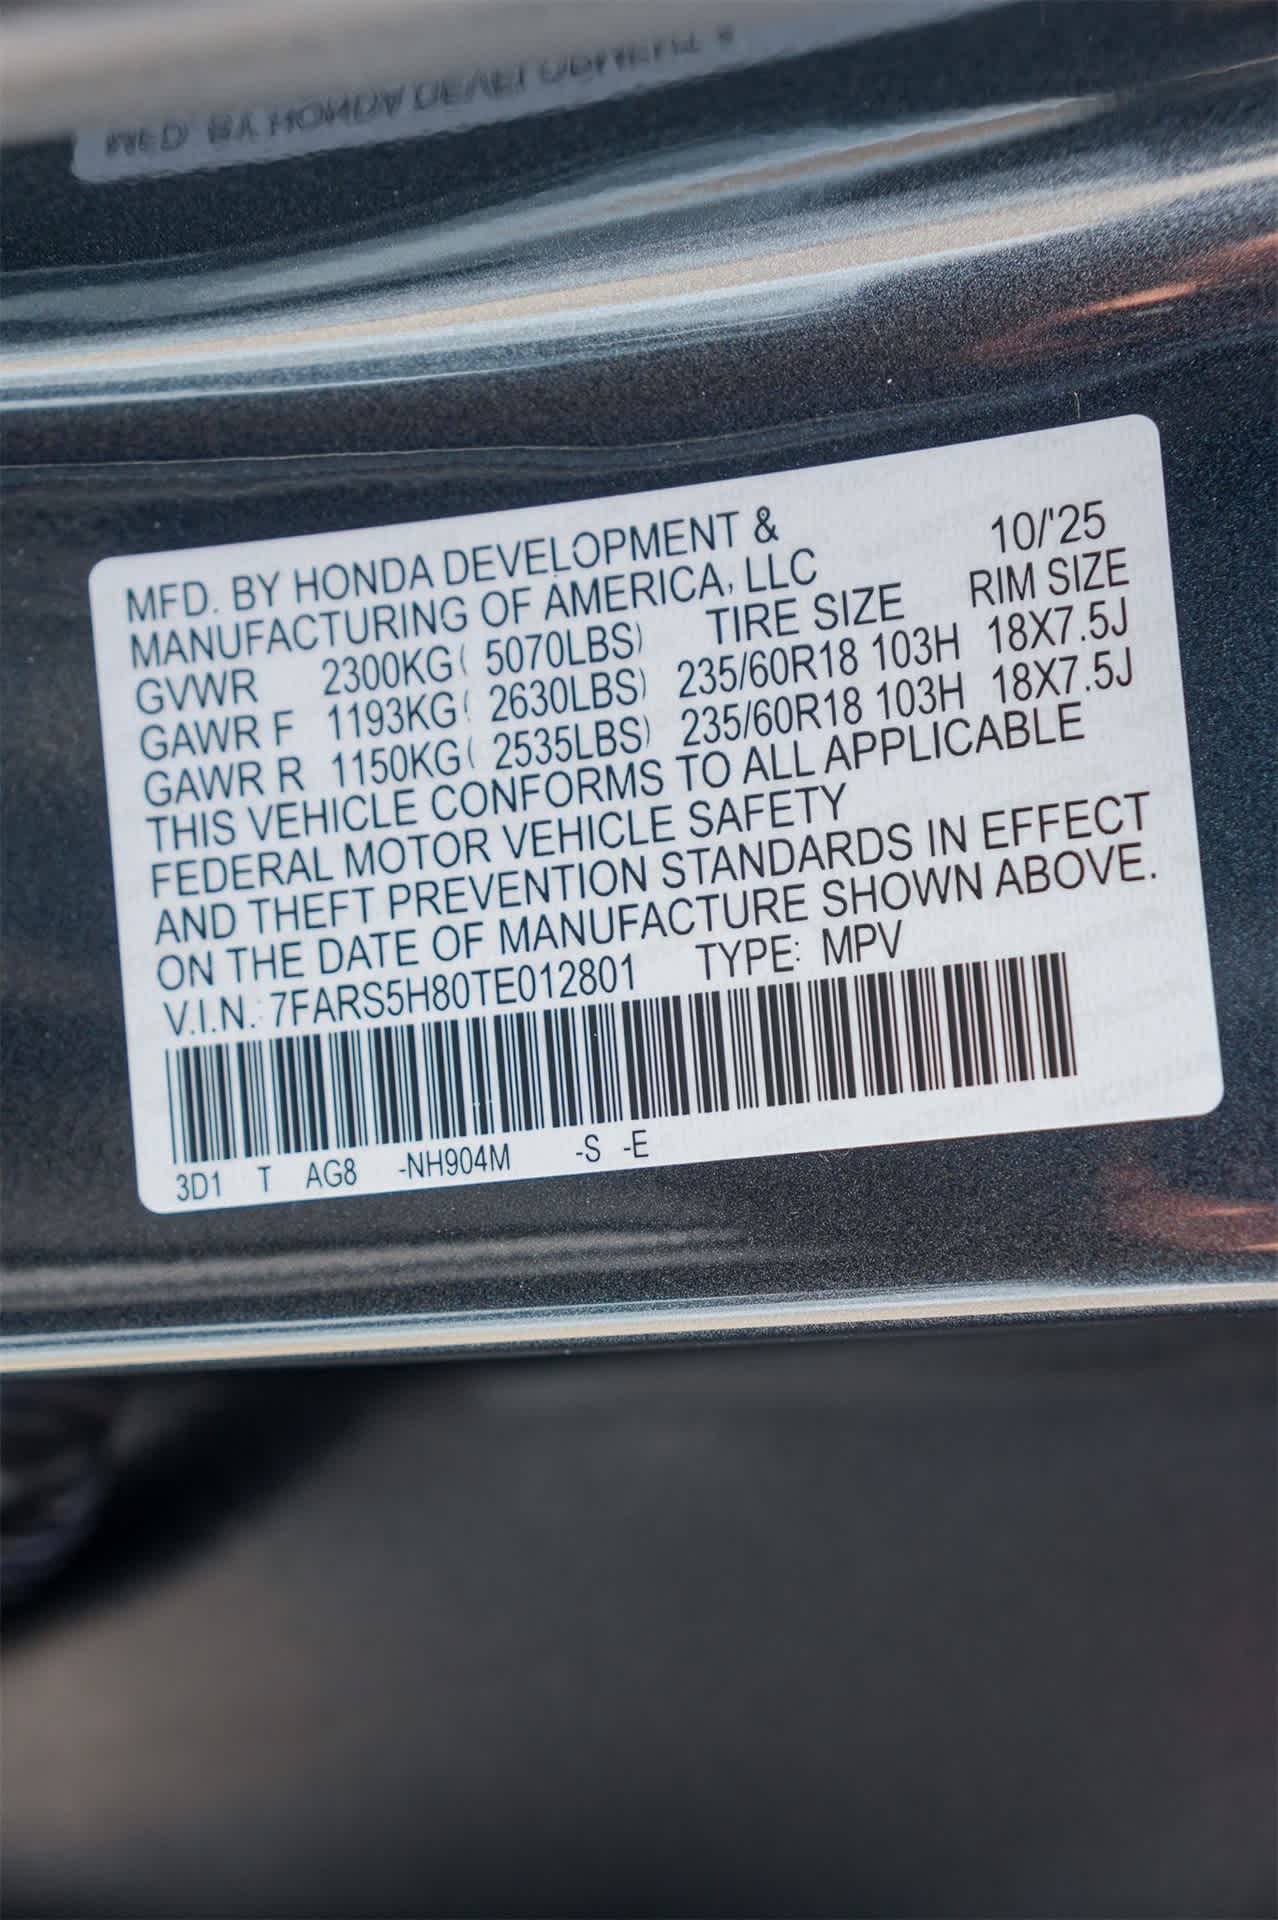 MFD. BY HONDA DEVELOPMENT &
MANUFACTURING OF AMERICA, LLC 10/'25
GVWR 2300KG( 5070LBS) TIRE SIZE RIM SIZE
GAWR F 1193KG( 2630LBS) 235/60R18 103H 18X7.5J
GAWR R 1150KG( 2535LBS) 235/60R18 103H 18X7.5J
THIS VEHICLE CONFORMS TO ALL APPLICABLE
FEDERAL MOTOR VEHICLE SAFETY
AND THEFT PREVENTION STANDARDS IN EFFECT
ON THE DATE OF MANUFACTURE SHOWN ABOVE.
V.I.N. 7FARS5H80TE012801 TYPE: MPV
3D1 T AG8 -NH904M -S -E